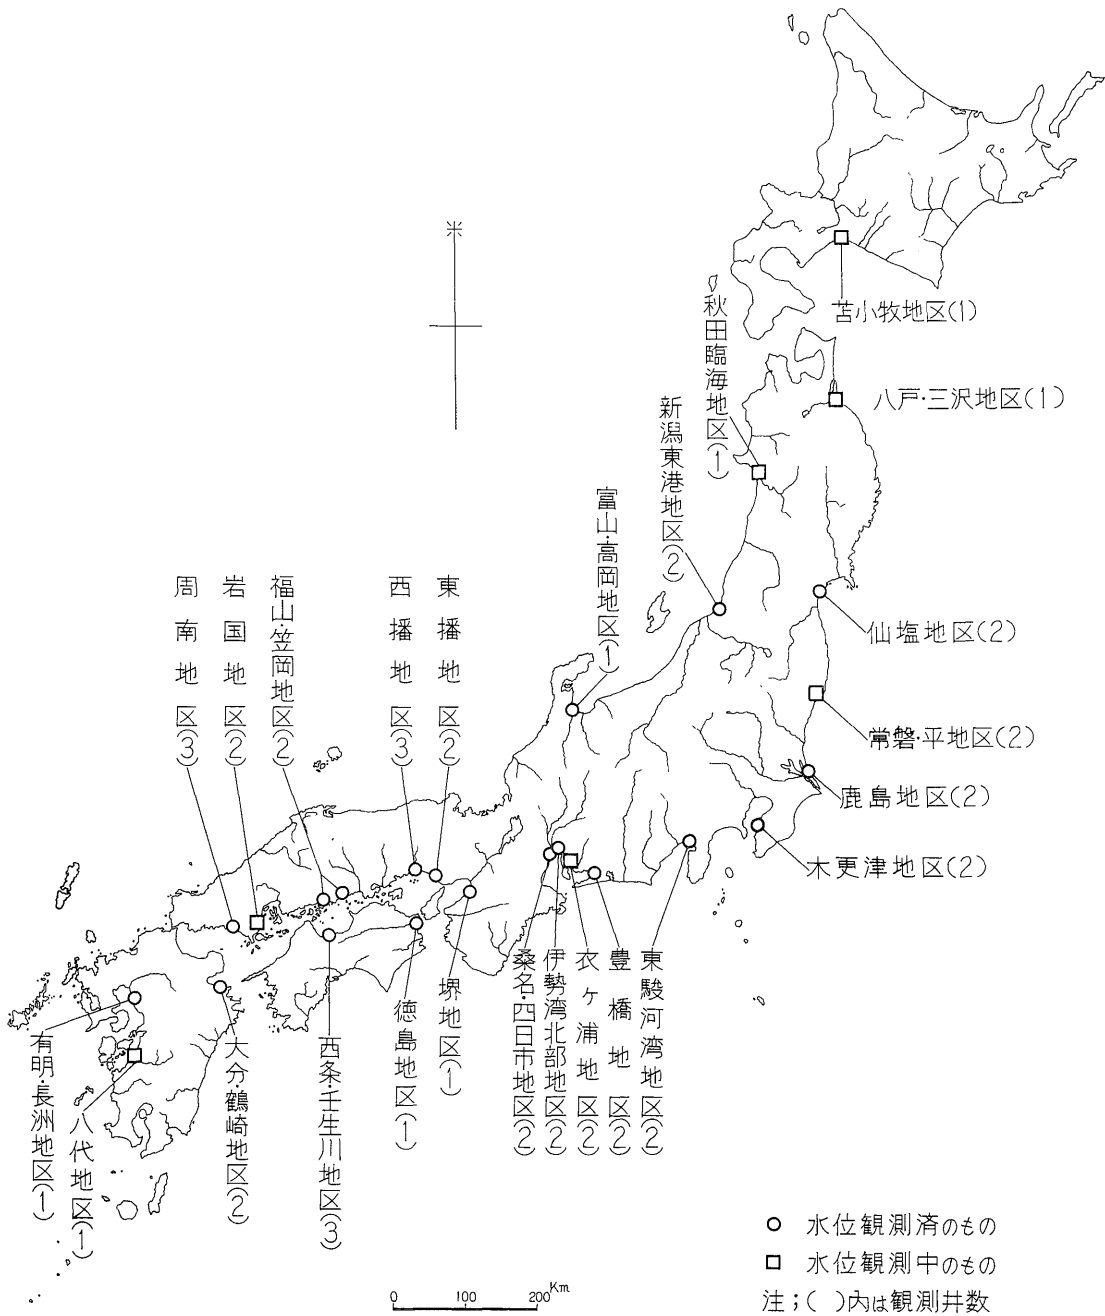 苫小牧地区(1)
八戸・三沢地区(1)
秋田臨海地区(1)
新潟東港地区(2)
富山・高岡地区(1)
仙塩地区(2)
常磐・平地区(2)
鹿島地区(2)
木更津地区(2)
東播地区(2)
西播地区(3)
福山・笠岡地区(2)
岩国地区(2)
周南地区(3)
東駿河湾地区(2)
豊橋地区(2)
衣ヶ浦地区(2)
伊勢湾北部地区(2)
桑名・四日市地区(2)
堺地区(1)
徳島地区(1)
西条・壬生川地区(3)
大分・鶴崎地区(2)
八代地区(1)
有明・長洲地区(1)
水位観測済のもの
水位観測中のもの
注；( )内は観測井数
0 100 200 Km